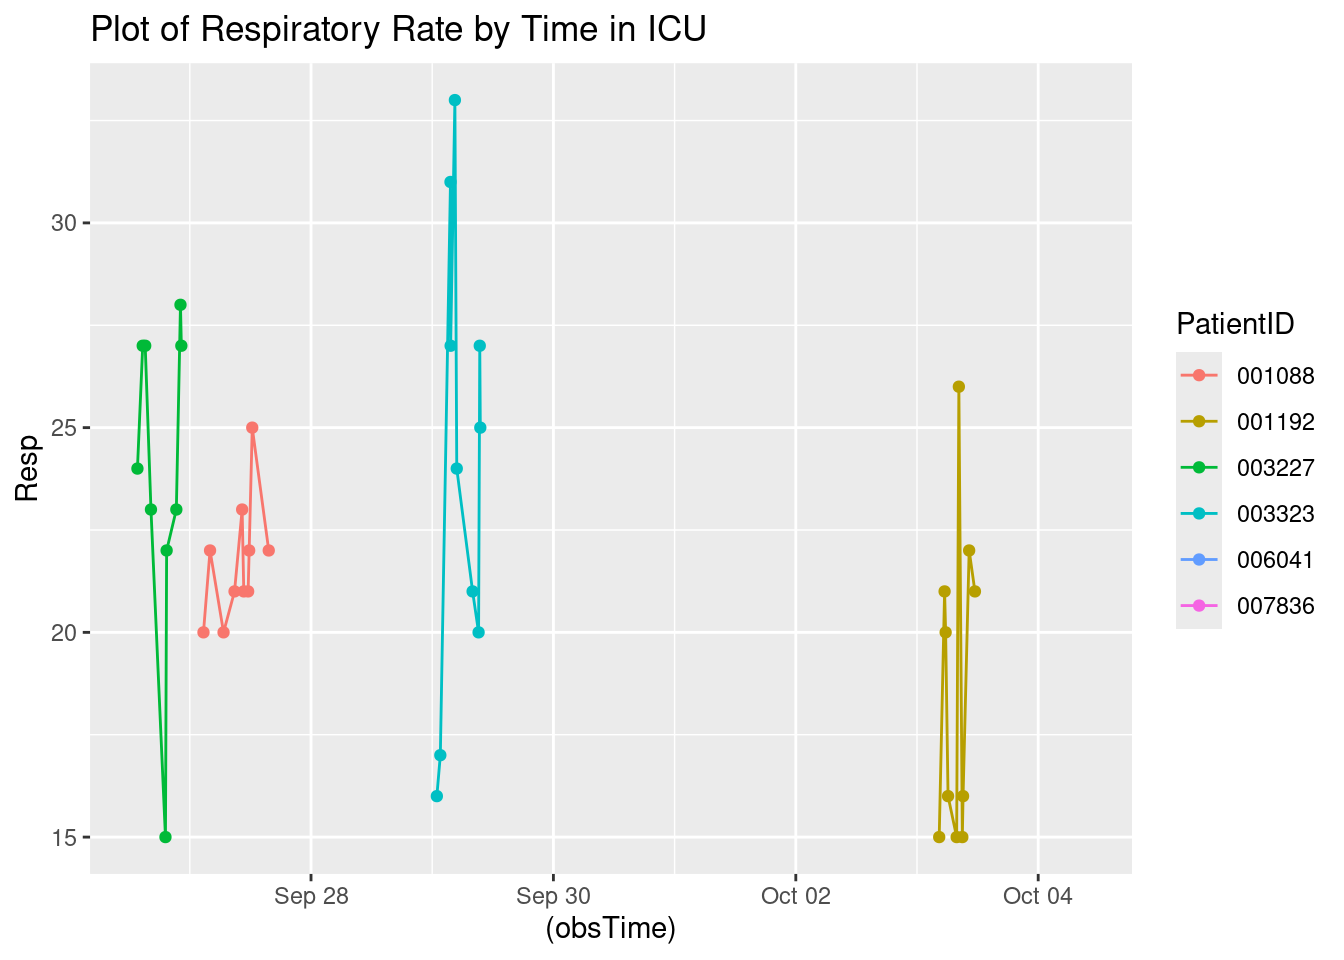 Plot of Respiratory Rate by Time in ICU
30
25
20
15
Resp
Sep 28
Sep 30
Oct 02
Oct 04
(obsTime)
PatientID
001088
001192
003227
003323
006041
007836